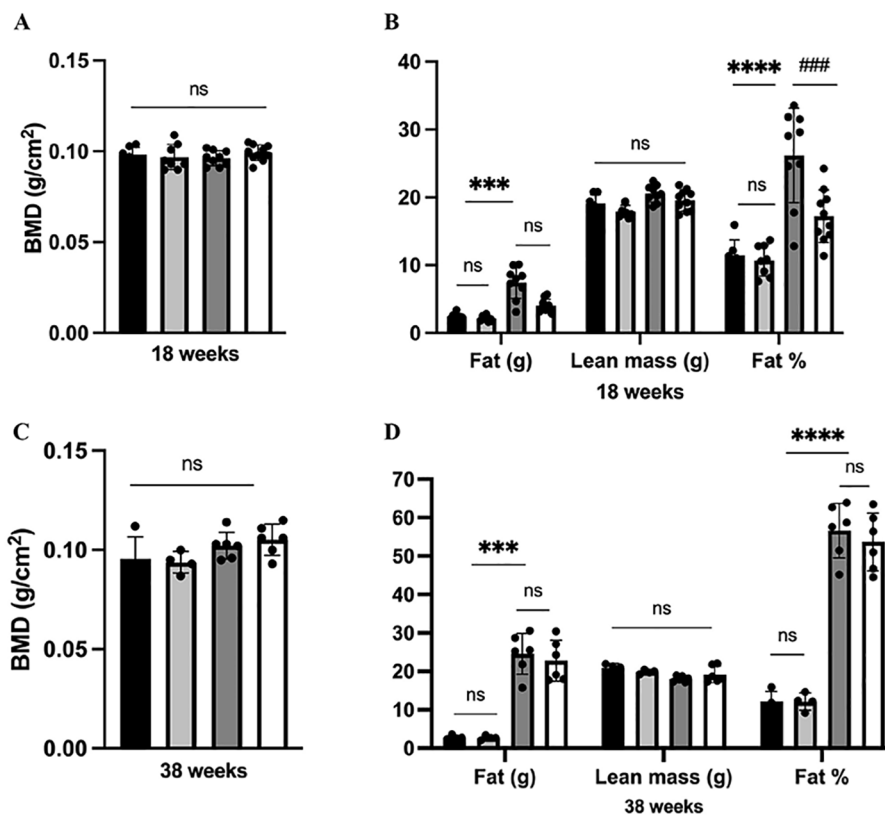 A
BMD (g/cm²)
0.15
0.10
0.05
0.00
ns
18 weeks
B
40
30
20
10
0
***
ns
ns
ns
****
###
ns
Fat (g)
Lean mass (g)
Fat %
18 weeks
C
BMD (g/cm²)
0.15
0.10
0.05
0.00
ns
38 weeks
D
70
60
50
40
30
20
10
0
***
ns
ns
ns
****
ns
ns
Fat (g)
Lean mass (g)
Fat %
38 weeks